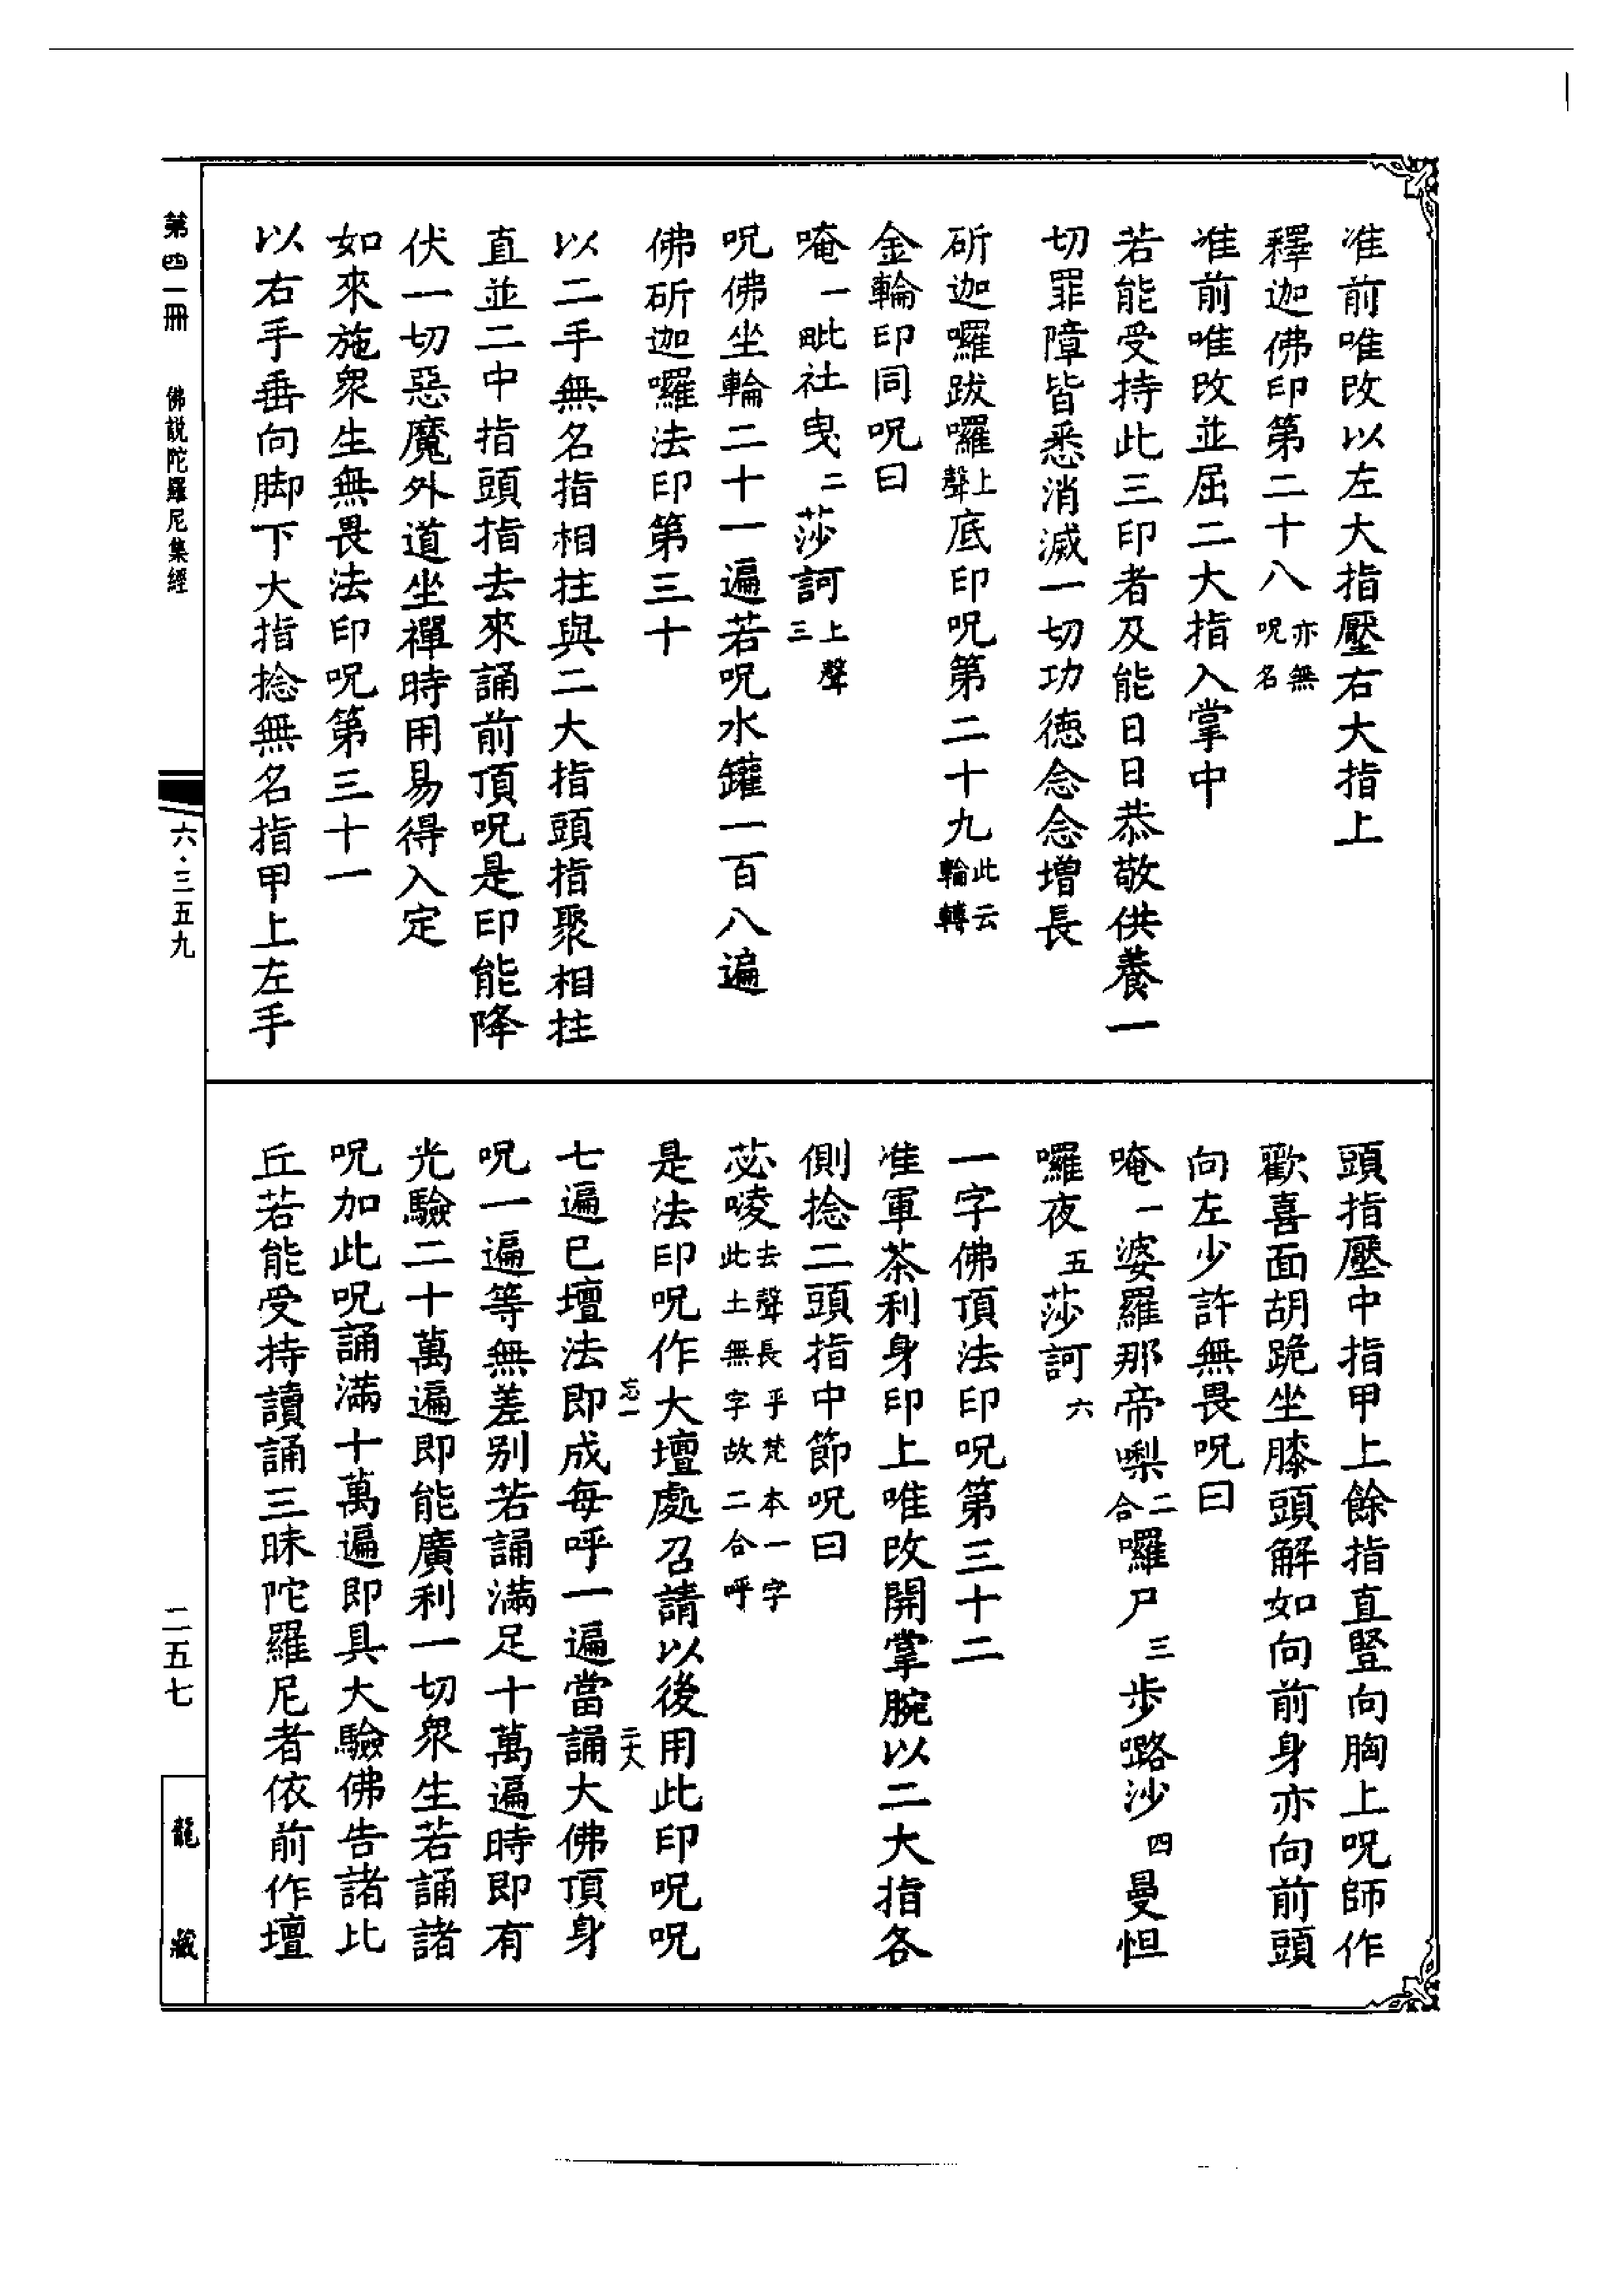 准前唯改以左大指壓右大指上
釋迦佛印第二十八亦無呪名
准前唯改並屈二大指入掌中
若能受持此三印者及能日日恭敬供養一
切罪障皆悉消滅一切功德念念增長
斫迦囉跋囉上聲底印呪第二十九此云輪轉
金輪印同呪曰
唵一毗社曳二莎訶上聲三
呪佛坐輪二十一遍若呪水罐一百八遍
佛斫迦囉法印第三十
以二手無名指相拄與二大指頭指聚相拄
直並二中指頭指去來誦前頂呪是印能降
伏一切惡魔外道坐禪時用易得入定
如來施衆生無畏法印呪第三十一
以右手垂向脚下大指捻無名指甲上左手
頭指壓中指甲上餘指直豎向胸上呪師作
歡喜面胡跪坐膝頭解如向前身亦向前頭
向左少許無畏呪曰
唵一婆羅那帝㗚二合囉尸三步嚕沙四曼怛
囉夜五莎訶六
一字佛頂法印呪第三十二
准軍茶利身印上唯改開掌腕以二大指各
側捻二頭指中節呪曰
苾㖫去聲長乎梵本一字此土無字故二合呼
是法印呪作大壇處召請以後用此印呪呪
忘一
三大
七遍已壇法即成每呼一遍當誦大佛頂身
呪一遍等無差別若誦滿足十萬遍時即有
光驗二十萬遍即能廣利一切衆生若誦諸
呪加此呪誦滿十萬遍即具大驗佛告諸比
丘若能受持讀誦三昧陀羅尼者依前作壇
第四一冊
佛説陀羅尼集經
六·三五九
二五七
龍藏